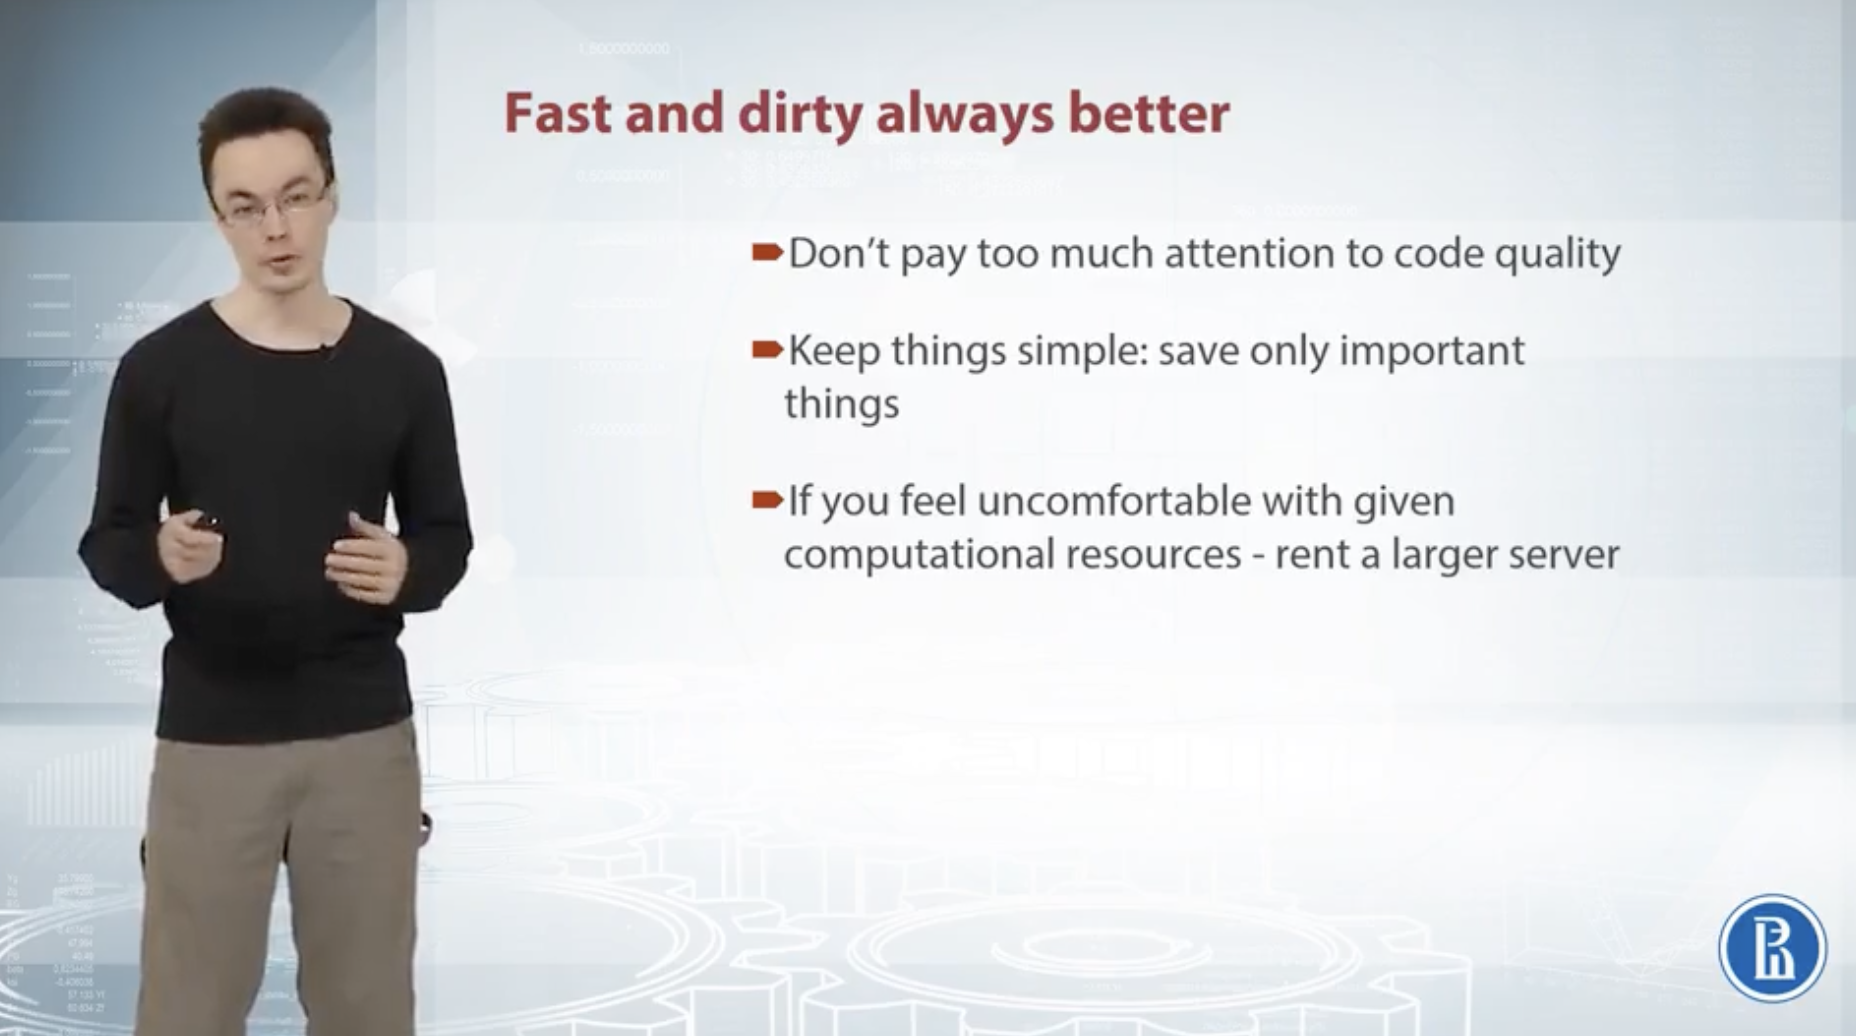 Fast and dirty always better
Don’t pay too much attention to code quality
Keep things simple: save only important
things
If you feel uncomfortable with given
computational resources - rent a larger server